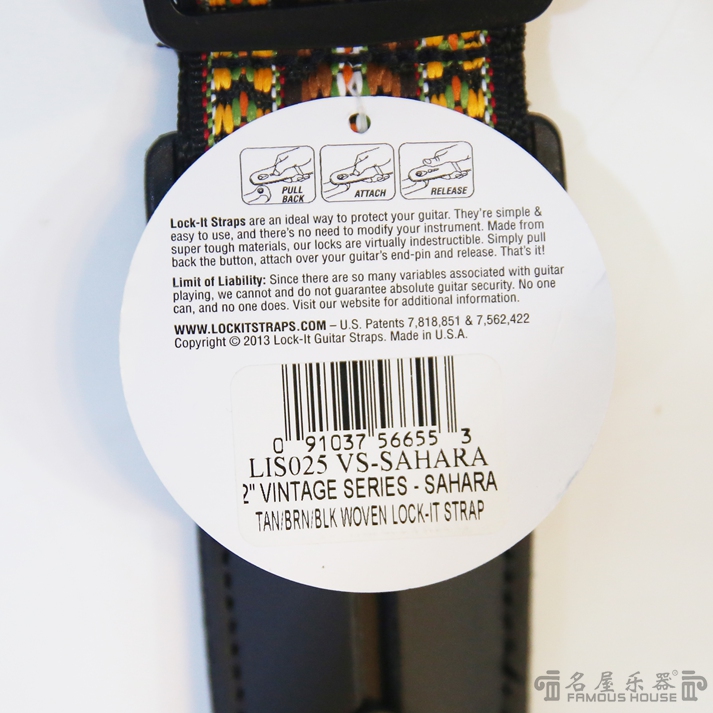 PULL BACK
ATTACH
RELEASE
Lock-It Straps are an ideal way to protect your guitar. They're simple &
easy to use, and there's no need to modify your instrument. Made from
super tough materials, our locks are virtually indestructible. Simply pull
back the button, attach over your guitar's end-pin and release. That's it!
Limit of Liability: Since there are so many variables associated with guitar
playing, we cannot and do not guarantee absolute guitar security. No one
can, and no one does. Visit our website for additional information.
WWW.LOCKITSTRAPS.COM – U.S. Patents 7,818,851 & 7,562,422
Copyright © 2013 Lock-It Guitar Straps. Made in U.S.A.
0 91037 56655 3
LIS025 VS-SAHARA
2" VINTAGE SERIES - SAHARA
TAN/BRN/BLK WOVEN LOCK-IT STRAP
名屋乐器®
FAMOUS HOUSE